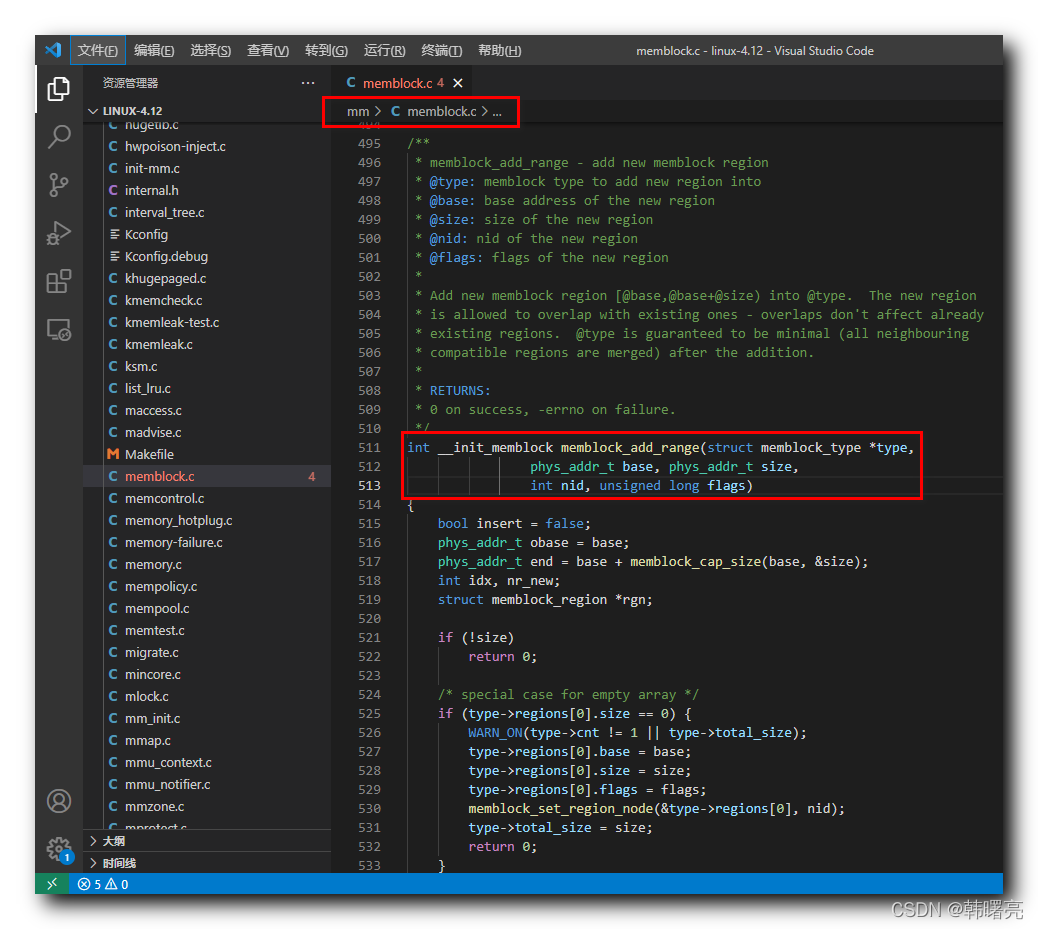 文件(F) 编辑(E) 选择(S) 查看(V) 转到(G) 运行(R) 终端(T) 帮助(H) memblock.c - linux-4.12 - Visual Studio Code
资源管理器 ...
LINUX-4.12
hugetlb.c
hwpoison-inject.c
init-mm.c
internal.h
interval_tree.c
Kconfig
Kconfig.debug
khugepaged.c
kmemcheck.c
kmemleak-test.c
kmemleak.c
ksm.c
list_lru.c
maccess.c
madvise.c
Makefile
memblock.c 4
memcontrol.c
memory_hotplug.c
memory-failure.c
memory.c
mempolicy.c
mempool.c
memtest.c
migrate.c
mincore.c
mlock.c
mm_init.c
mmap.c
mmu_context.c
mmu_notifier.c
mmzone.c
mprotect.c
大纲
时间线
1
5 0
C memblock.c 4 ×
mm > C memblock.c > ...
494
495 /**
496  * memblock_add_range - add new memblock region
497  * @type: memblock type to add new region into
498  * @base: base address of the new region
499  * @size: size of the new region
500  * @nid: nid of the new region
501  * @flags: flags of the new region
502  *
503  * Add new memblock region [@base,@base+@size) into @type.  The new region
504  * is allowed to overlap with existing ones - overlaps don't affect already
505  * existing regions.  @type is guaranteed to be minimal (all neighbouring
506  * compatible regions are merged) after the addition.
507  *
508  * RETURNS:
509  * 0 on success, -errno on failure.
510  */
511 int __init_memblock memblock_add_range(struct memblock_type *type,
512                 phys_addr_t base, phys_addr_t size,
513                 int nid, unsigned long flags)
514 {
515     bool insert = false;
516     phys_addr_t obase = base;
517     phys_addr_t end = base + memblock_cap_size(base, &size);
518     int idx, nr_new;
519     struct memblock_region *rgn;
520
521     if (!size)
522         return 0;
523
524     /* special case for empty array */
525     if (type->regions[0].size == 0) {
526         WARN_ON(type->cnt != 1 || type->total_size);
527         type->regions[0].base = base;
528         type->regions[0].size = size;
529         type->regions[0].flags = flags;
530         memblock_set_region_node(&type->regions[0], nid);
531         type->total_size = size;
532         return 0;
533     }
CSDN @韩曙亮